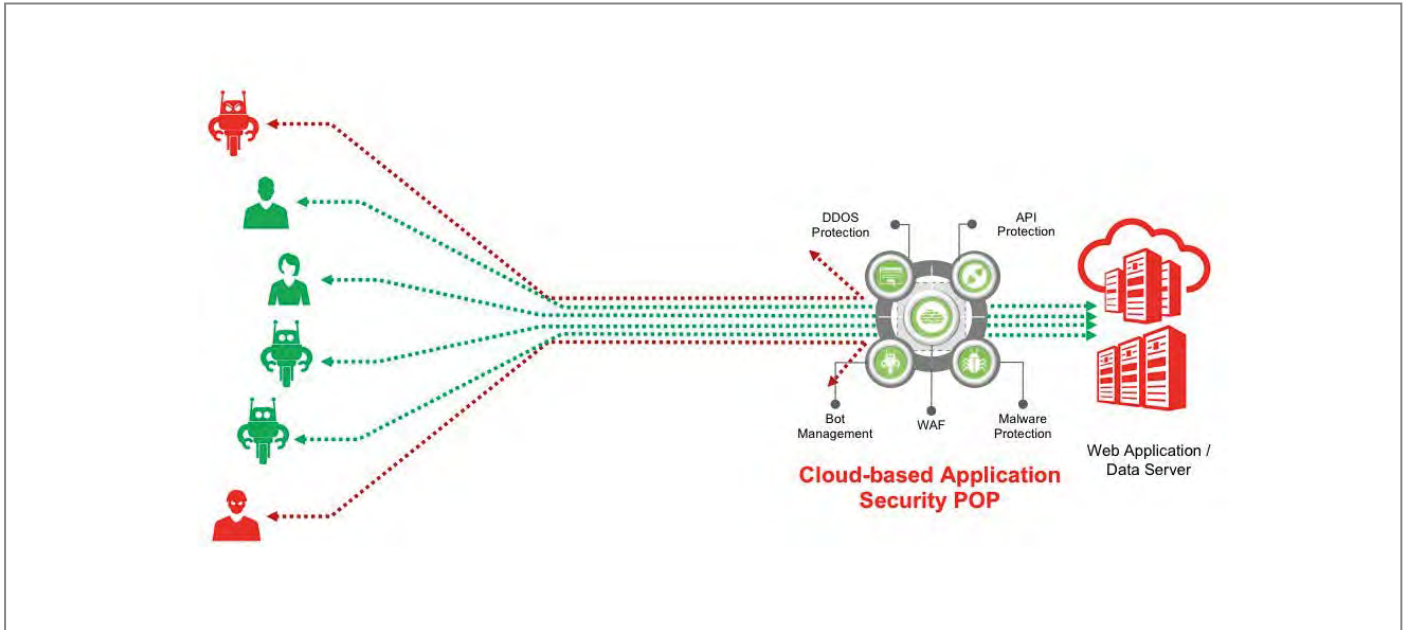 DDOS
Protection
API
Protection
Bot
Management
WAF
Malware
Protection
Cloud-based Application
Security POP
Web Application /
Data Server